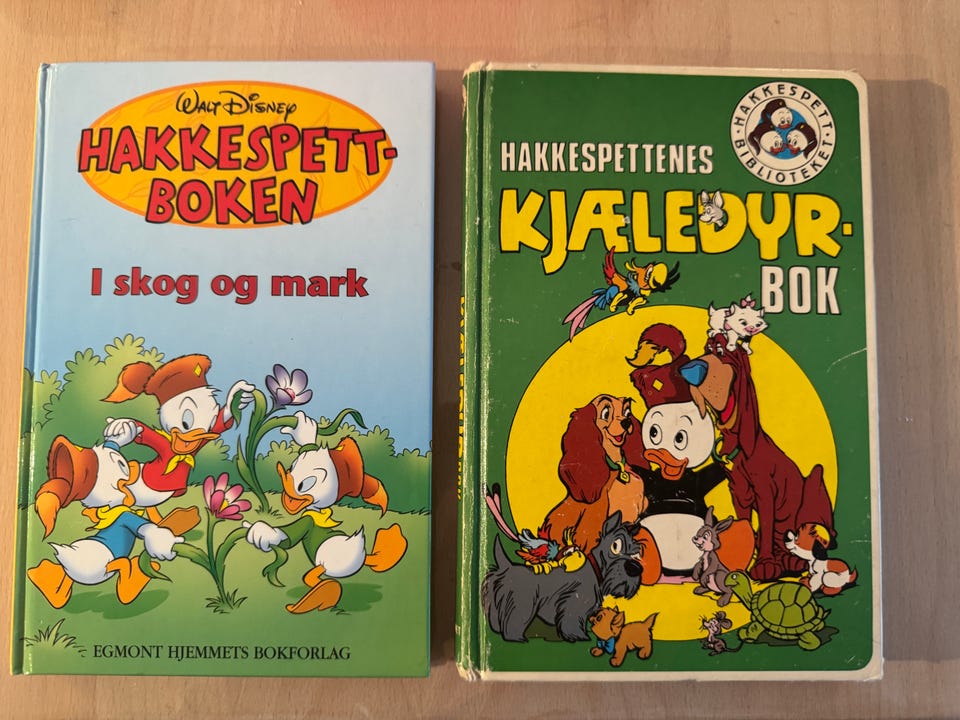 WALT DISNEY
HAKKESPETT-
BOKEN
I skog og mark
EGMONT HJEMMETS BOKFORLAG
HAKKESPETT-
BIBLIOTEKET
HAKKESPETTENES
KJÆLEDYR-
BOK